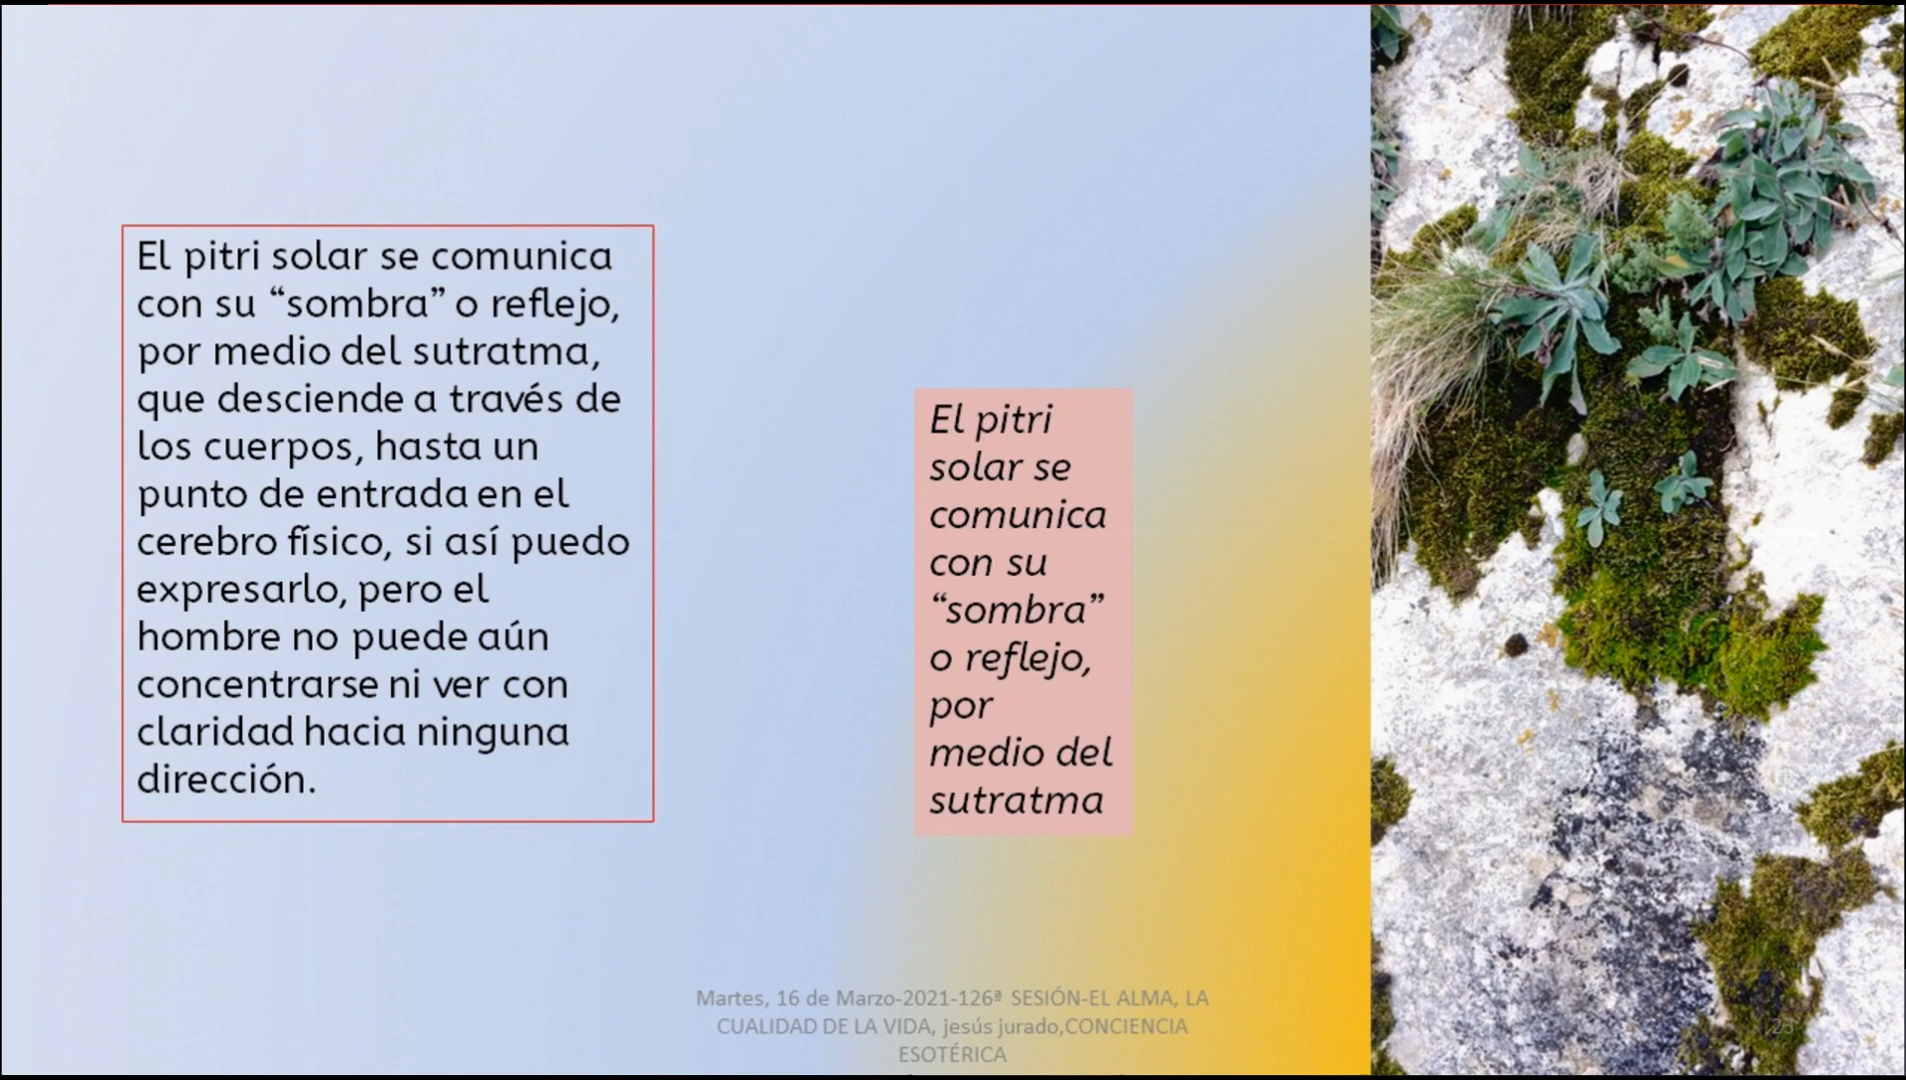 El pitri solar se comunica
con su “sombra” o reflejo,
por medio del sutratma,
que desciende a través de
los cuerpos, hasta un
punto de entrada en el
cerebro físico, si así puedo
expresarlo, pero el
hombre no puede aún
concentrarse ni ver con
claridad hacia ninguna
dirección.
El pitri
solar se
comunica
con su
“sombra”
o reflejo,
por
medio del
sutratma
Martes, 16 de Marzo-2021-126ª SESIÓN-EL ALMA, LA
CUALIDAD DE LA VIDA, jesús jurado,CONCIENCIA
ESOTÉRICA